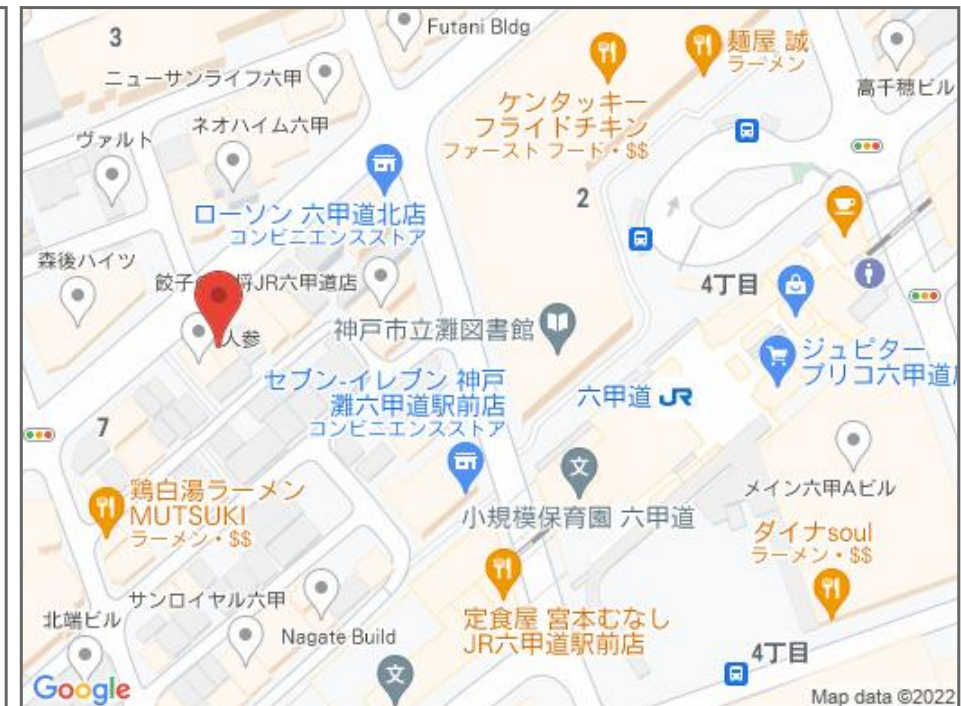 3
Futani Bldg
麺屋 誠
ラーメン
高千穂ビル
ニューサンライフ六甲
ケンタッキー
フライドチキン
ファースト フード・$$
ネオハイム六甲
ヴァルト
2
ローソン 六甲道北店
コンビニエンスストア
森後ハイツ
餃子
将JR六甲道店
4丁目
人参
神戸市立灘図書館
ジュピター
プリコ六甲道
セブン-イレブン 神戸
灘六甲道駅前店
コンビニエンスストア
六甲道 JR
7
鶏白湯ラーメン
MUTSUKI
ラーメン・$$
メイン六甲Aビル
小規模保育園 六甲道
ダイナsoul
ラーメン・$$
サンロイヤル六甲
北端ビル
Nagate Build
定食屋 宮本むなし
JR六甲道駅前店
4丁目
文
文
Google
Map data ©2022